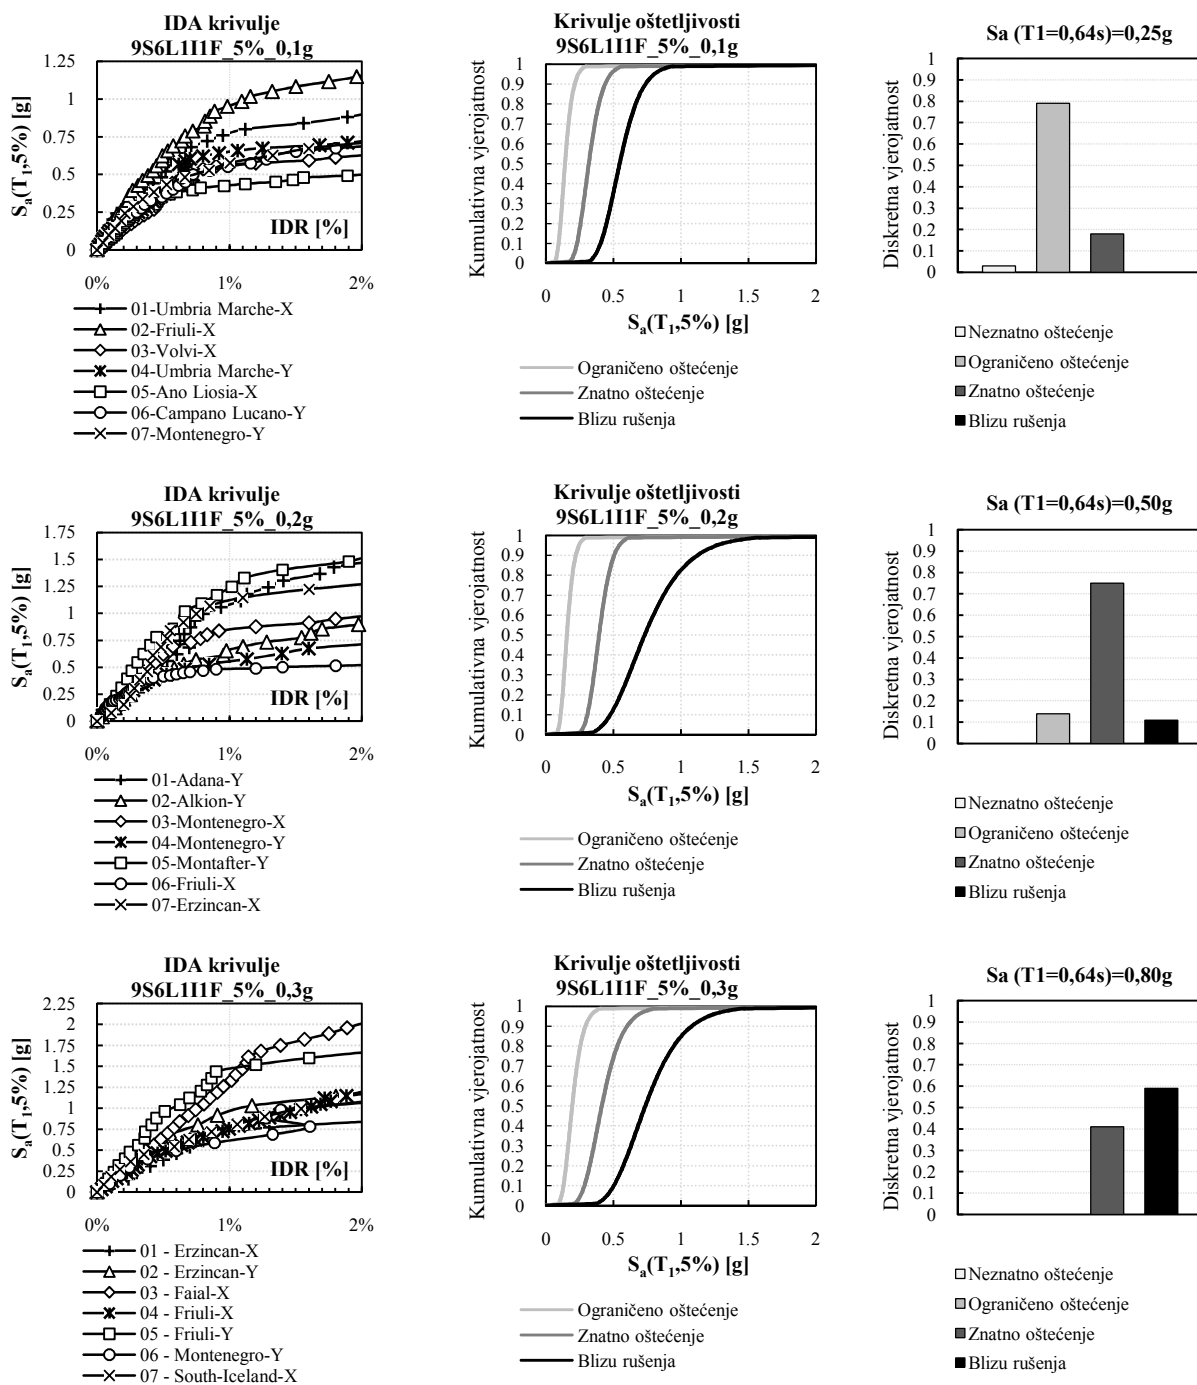 IDA krivulje
9S6L1I1F_5%_0,1g
1.25
1
0.75
0.5
0.25
0
Sa(T1,5%) [g]
IDR [%]
0% 1% 2%
01-Umbria Marche-X
02-Friuli-X
03-Volvi-X
04-Umbria Marche-Y
05-Ano Liosia-X
06-Campano Lucano-Y
07-Montenegro-Y
Krivulje oštetljivosti
9S6L1I1F_5%_0,1g
Kumulativna vjerojatnost
1
0.9
0.8
0.7
0.6
0.5
0.4
0.3
0.2
0.1
0
0 0.5 1 1.5 2
Sa(T1,5%) [g]
Ograničeno oštećenje
Znatno oštećenje
Blizu rušenja
Sa (T1=0,64s)=0,25g
Diskretna vjerojatnost
1
0.9
0.8
0.7
0.6
0.5
0.4
0.3
0.2
0.1
0
Neznatno oštećenje
Ograničeno oštećenje
Znatno oštećenje
Blizu rušenja
IDA krivulje
9S6L1I1F_5%_0,2g
1.75
1.5
1.25
1
0.75
0.5
0.25
0
Sa(T1,5%) [g]
IDR [%]
0% 1% 2%
01-Adana-Y
02-Alkion-Y
03-Montenegro-X
04-Montenegro-Y
05-Montafter-Y
06-Friuli-X
07-Erzincan-X
Krivulje oštetljivosti
9S6L1I1F_5%_0,2g
Kumulativna vjerojatnost
1
0.9
0.8
0.7
0.6
0.5
0.4
0.3
0.2
0.1
0
0 0.5 1 1.5 2
Sa(T1,5%) [g]
Ograničeno oštećenje
Znatno oštećenje
Blizu rušenja
Sa (T1=0,64s)=0,50g
Diskretna vjerojatnost
1
0.9
0.8
0.7
0.6
0.5
0.4
0.3
0.2
0.1
0
Neznatno oštećenje
Ograničeno oštećenje
Znatno oštećenje
Blizu rušenja
IDA krivulje
9S6L1I1F_5%_0,3g
2.25
2
1.75
1.5
1.25
1
0.75
0.5
0.25
0
Sa(T1,5%) [g]
IDR [%]
0% 1% 2%
01 - Erzincan-X
02 - Erzincan-Y
03 - Faial-X
04 - Friuli-X
05 - Friuli-Y
06 - Montenegro-Y
07 - South-Iceland-X
Krivulje oštetljivosti
9S6L1I1F_5%_0,3g
Kumulativna vjerojatnost
1
0.9
0.8
0.7
0.6
0.5
0.4
0.3
0.2
0.1
0
0 0.5 1 1.5 2
Sa(T1,5%) [g]
Ograničeno oštećenje
Znatno oštećenje
Blizu rušenja
Sa (T1=0,64s)=0,80g
Diskretna vjerojatnost
1
0.9
0.8
0.7
0.6
0.5
0.4
0.3
0.2
0.1
0
Neznatno oštećenje
Ograničeno oštećenje
Znatno oštećenje
Blizu rušenja